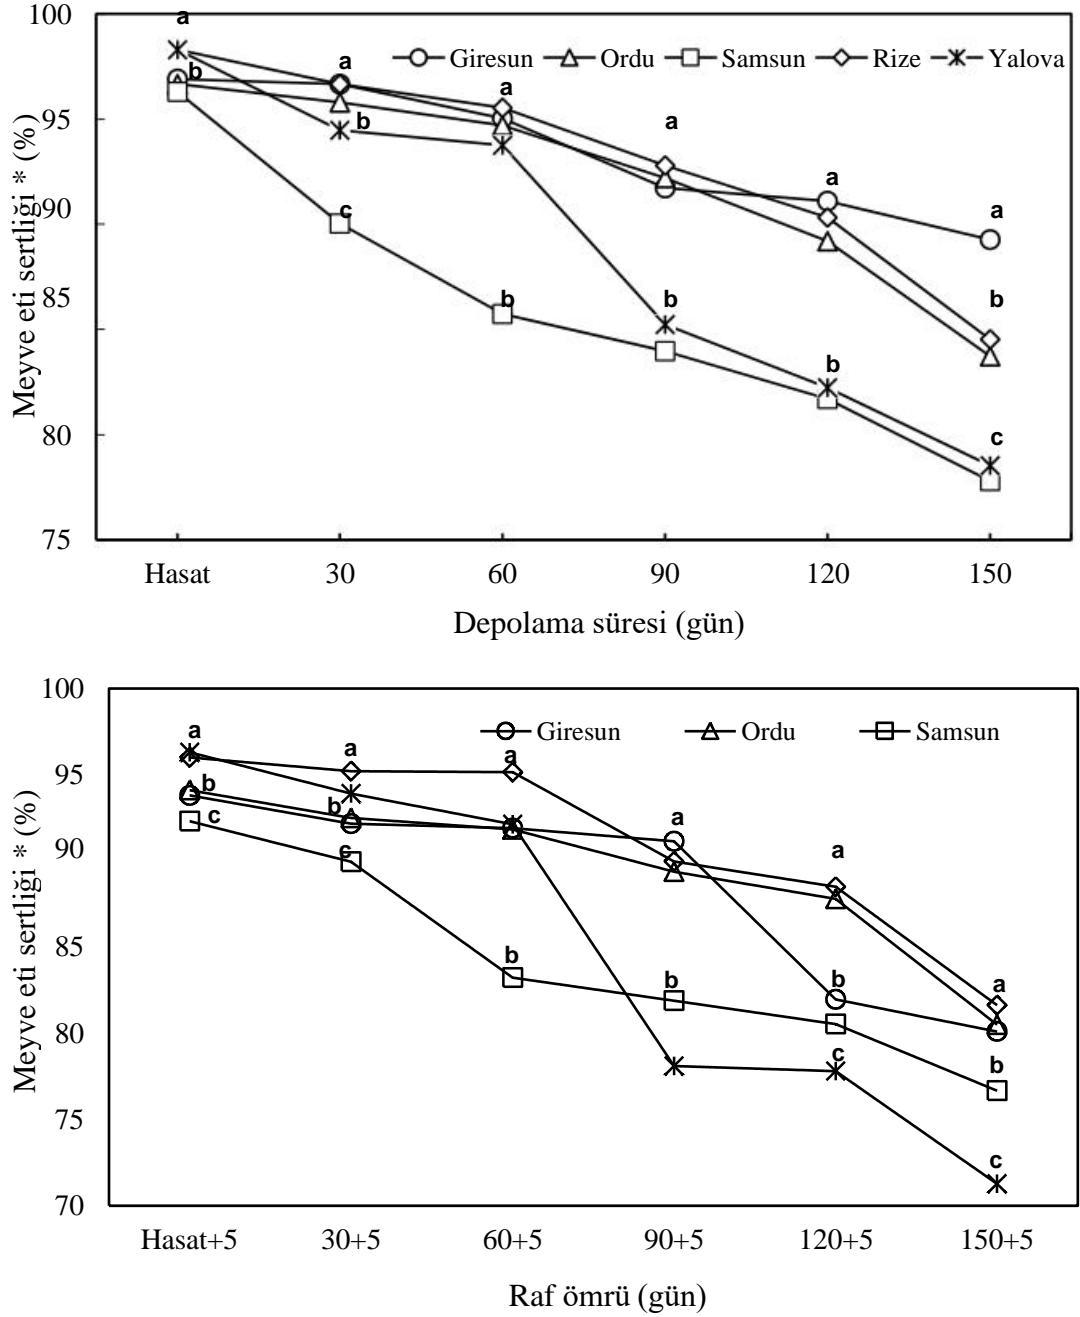 100
a
Giresun Ordu Samsun Rize Yalova
a
b
a
95
b
a
a
90
c
a
85
b
b
b
b
80
c
75
Hasat 30 60 90 120 150
Meyve eti sertliği * (%)
Depolama süresi (gün)
100
Giresun Ordu Samsun
a
a
a
95
b
b
c
a
90
c
a
85
b
b
b
a
80
c
b
75
c
70
Hasat+5 30+5 60+5 90+5 120+5 150+5
Meyve eti sertliği * (%)
Raf ömrü (gün)